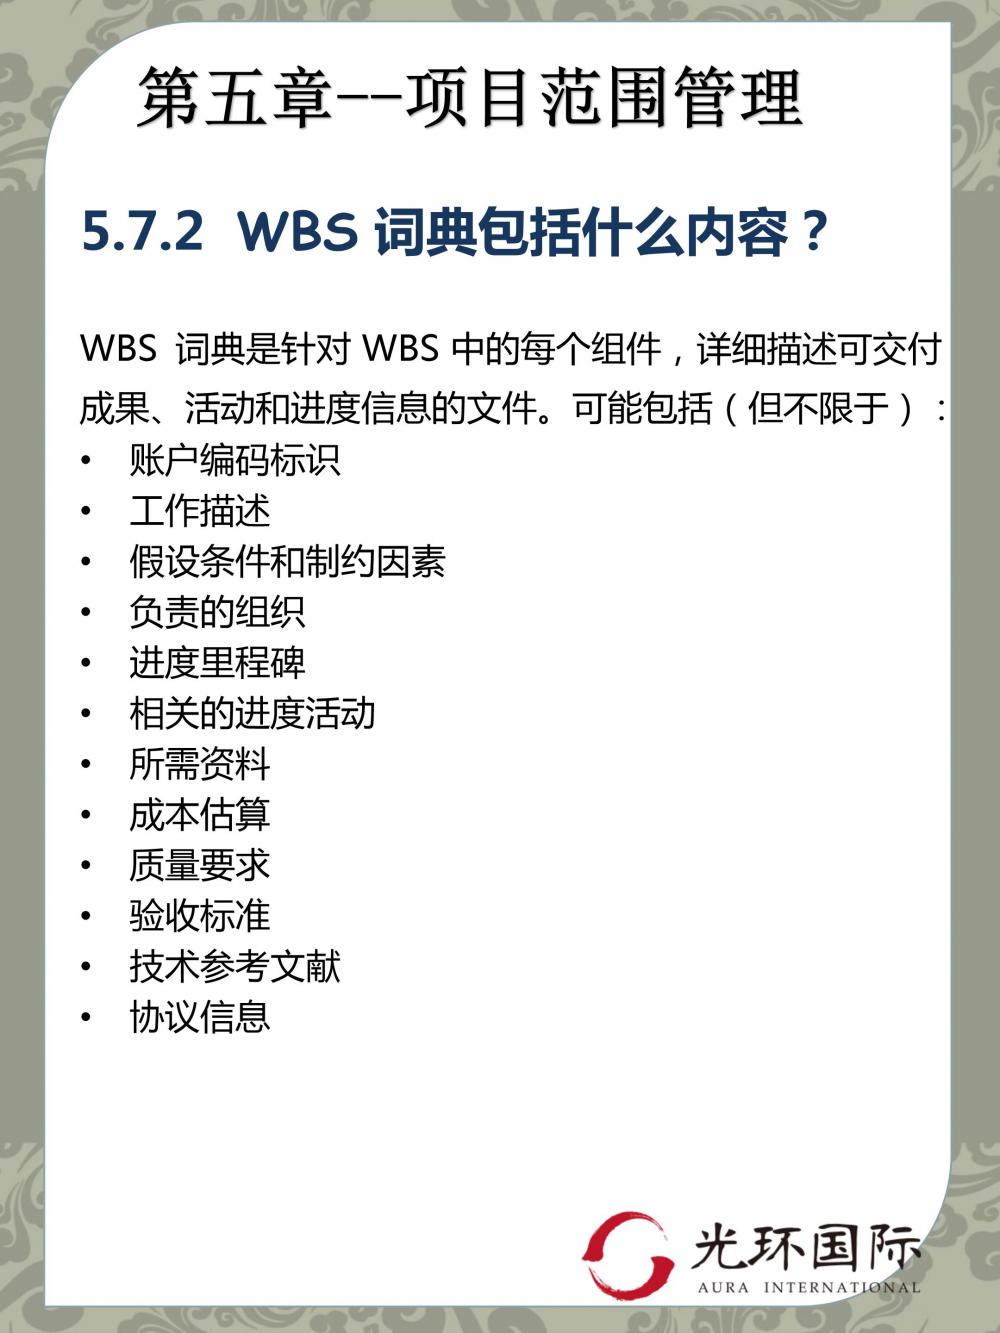 第五章--项目范围管理
5.7.2 WBS 词典包括什么内容？
WBS 词典是针对 WBS 中的每个组件，详细描述可交付
成果、活动和进度信息的文件。可能包括（但不限于）：
• 账户编码标识
• 工作描述
• 假设条件和制约因素
• 负责的组织
• 进度里程碑
• 相关的进度活动
• 所需资料
• 成本估算
• 质量要求
• 验收标准
• 技术参考文献
• 协议信息
光环国际
AURA INTERNATIONAL